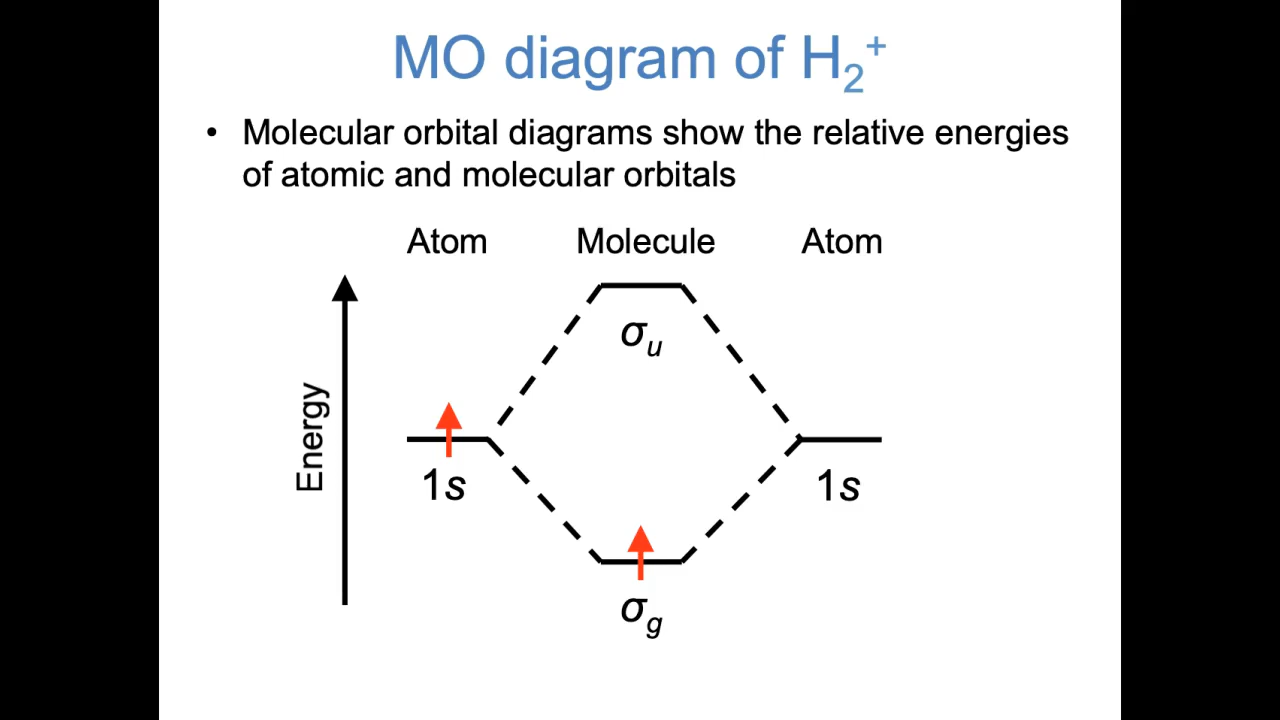 MO diagram of H₂⁺
• Molecular orbital diagrams show the relative energies
of atomic and molecular orbitals
Atom Molecule Atom
σᵤ
Energy
1s 1s
σg